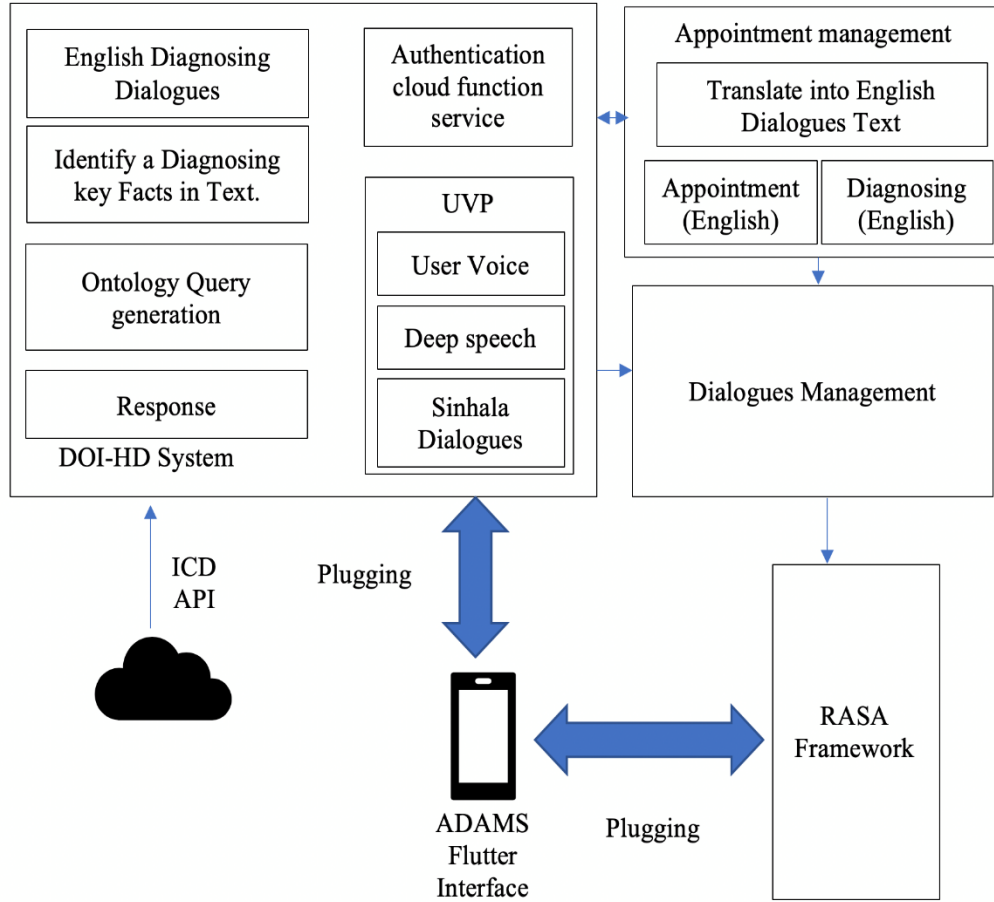 English Diagnosing
Dialogues
Identify a Diagnosing
key Facts in Text.
Ontology Query
generation
Response
DOI-HD System
Authentication
cloud function
service
UVP
User Voice
Deep speech
Sinhala
Dialogues
Appointment management
Translate into English
Dialogues Text
Appointment
(English)
Diagnosing
(English)
Dialogues Management
ICD
API
Plugging
ADAMS
Flutter
Interface
Plugging
RASA
Framework